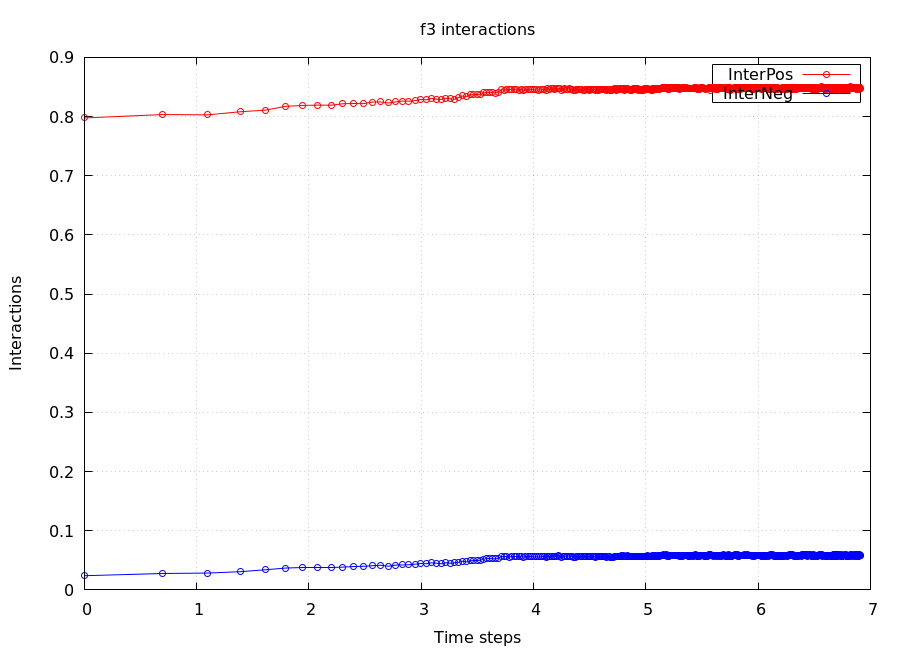 f3 interactions
0.9
0.8
0.7
0.6
0.5
0.4
0.3
0.2
0.1
0
InterPos
InterNeg
Interactions
0 1 2 3 4 5 6 7
Time steps